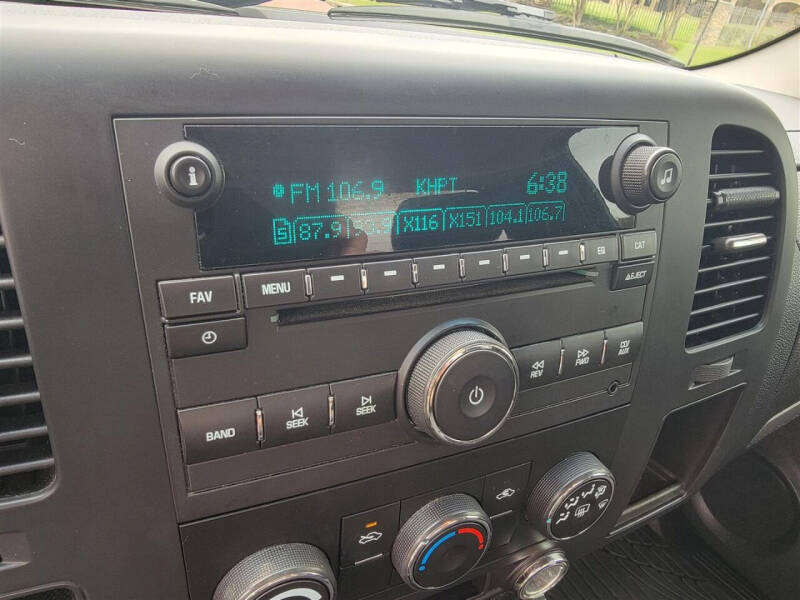 FM 106.9 KHPT 6:38
5 87.9 X116 X151 104.1 106.7
i
FAV MENU EQ CAT
EJECT
BAND SEEK SEEK REV FWD CD/AUX